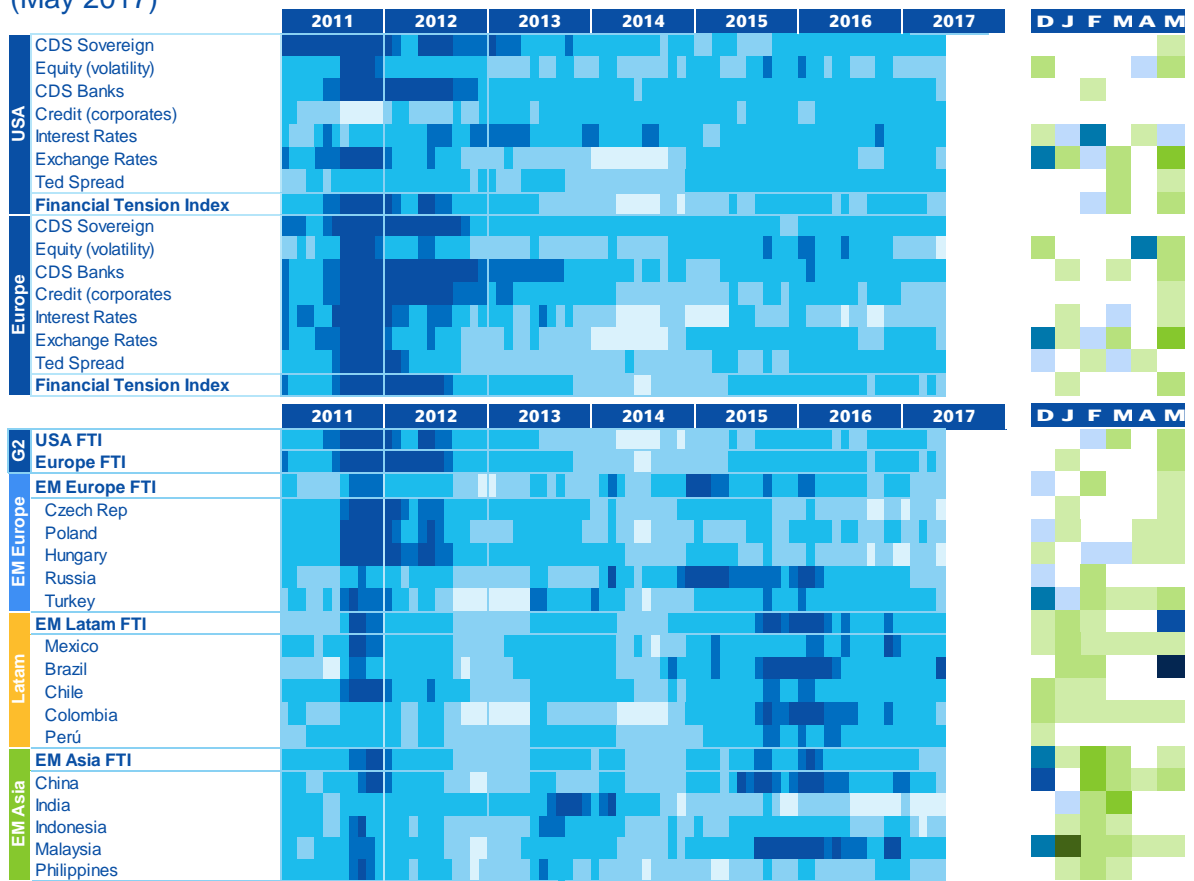 (May 2017)
2011 2012 2013 2014 2015 2016 2017 D J F M A M
USA
CDS Sovereign
Equity (volatility)
CDS Banks
Credit (corporates)
Interest Rates
Exchange Rates
Ted Spread
Financial Tension Index
Europe
CDS Sovereign
Equity (volatility)
CDS Banks
Credit (corporates
Interest Rates
Exchange Rates
Ted Spread
Financial Tension Index
2011 2012 2013 2014 2015 2016 2017 D J F M A M
G2
USA FTI
Europe FTI
EM Europe
EM Europe FTI
Czech Rep
Poland
Hungary
Russia
Turkey
Latam
EM Latam FTI
Mexico
Brazil
Chile
Colombia
Perú
EM Asia
EM Asia FTI
China
India
Indonesia
Malaysia
Philippines